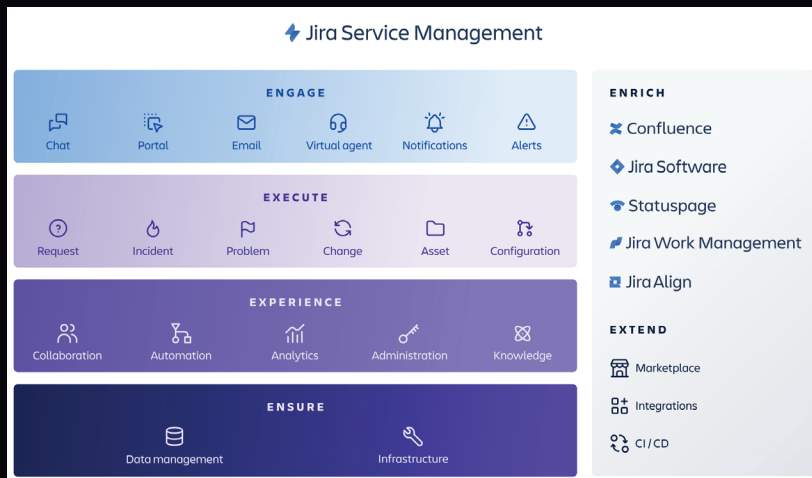 Jira Service Management
ENGAGE
Chat
Portal
Email
Virtual agent
Notifications
Alerts
EXECUTE
Request
Incident
Problem
Change
Asset
Configuration
EXPERIENCE
Collaboration
Automation
Analytics
Administration
Knowledge
ENSURE
Data management
Infrastructure
ENRICH
Confluence
Jira Software
Statuspage
Jira Work Management
Jira Align
EXTEND
Marketplace
Integrations
CI/CD